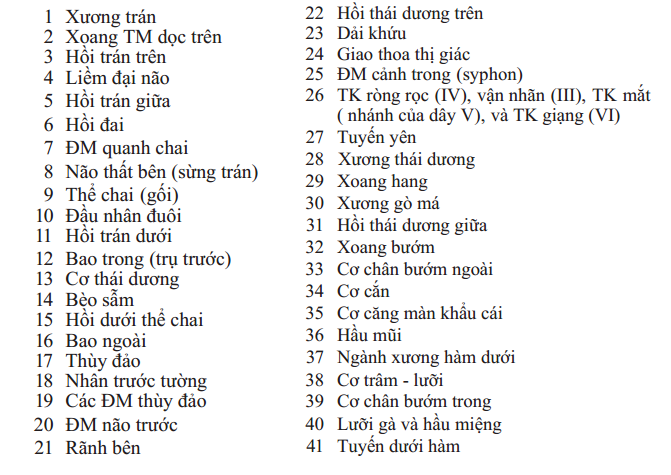 1 Xương trán
2 Xoang TM dọc trên
3 Hồi trán trên
4 Liềm đại não
5 Hồi trán giữa
6 Hồi đai
7 ĐM quanh chai
8 Não thất bên (sừng trán)
9 Thể chai (gối)
10 Đầu nhân đuôi
11 Hồi trán dưới
12 Bao trong (trụ trước)
13 Cơ thái dương
14 Bèo sẫm
15 Hồi dưới thể chai
16 Bao ngoài
17 Thùy đảo
18 Nhân trước tường
19 Các ĐM thùy đảo
20 ĐM não trước
21 Rãnh bên
22 Hồi thái dương trên
23 Dải khứu
24 Giao thoa thị giác
25 ĐM cảnh trong (syphon)
26 TK ròng rọc (IV), vận nhãn (III), TK mắt
( nhánh của dây V), và TK giạng (VI)
27 Tuyến yên
28 Xương thái dương
29 Xoang hang
30 Xương gò má
31 Hồi thái dương giữa
32 Xoang bướm
33 Cơ chân bướm ngoài
34 Cơ cắn
35 Cơ căng màn khẩu cái
36 Hầu mũi
37 Ngành xương hàm dưới
38 Cơ trâm - lưỡi
39 Cơ chân bướm trong
40 Lưỡi gà và hầu miệng
41 Tuyến dưới hàm